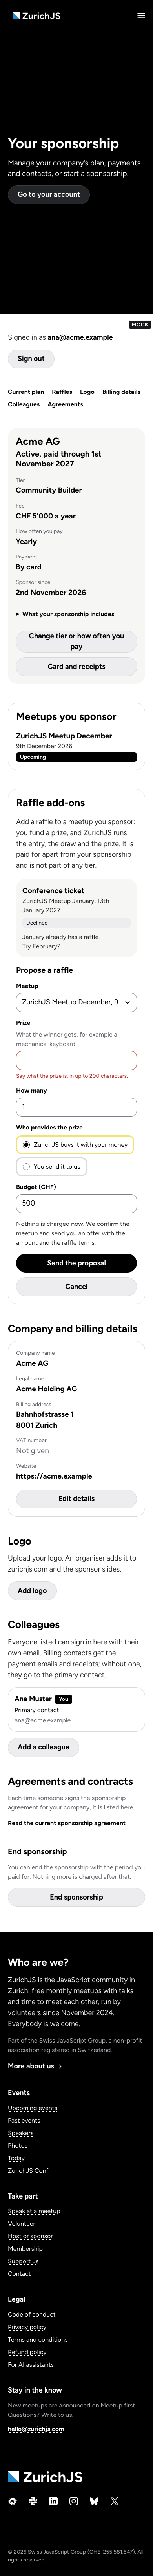 ZurichJS
Your sponsorship
Manage your company's plan, payments
and contacts, or start a sponsorship.
Go to your account
MOCK
Signed in as ana@acme.example
Sign out
Current plan Raffles Logo Billing details
Colleagues Agreements
Acme AG
Active, paid through 1st
November 2027
Tier
Community Builder
Fee
CHF 5'000 a year
How often you pay
Yearly
Payment
By card
Sponsor since
2nd November 2026
What your sponsorship includes
Change tier or how often you
pay
Card and receipts
Meetups you sponsor
ZurichJS Meetup December
9th December 2026
Upcoming
Raffle add-ons
Add a raffle to a meetup you sponsor:
you fund a prize, and ZurichJS runs
the entry, the draw and the tier. It is
paid for apart from your sponsorship
and is not part of any tier.
Conference ticket
ZurichJS Meetup January, 13th
January 2027
Declined
January already has a raffle.
Try February?
Propose a raffle
Meetup
ZurichJS Meetup December, 9t
Prize
What the winner gets, for example a
mechanical keyboard
Say what the prize is, in up to 200 characters.
How many
1
Who provides the prize
ZurichJS buys it with your money
You send it to us
Budget (CHF)
500
Nothing is charged now. We confirm the
meetup and send you an offer with the
amount and the raffle terms.
Send the proposal
Cancel
Company and billing details
Company name
Acme AG
Legal name
Acme Holding AG
Billing address
Bahnhofstrasse 1
8001 Zurich
VAT number
Not given
Website
https://acme.example
Edit details
Logo
Upload your logo. An organiser adds it to
zurichjs.com and the sponsor slides.
Add logo
Colleagues
Everyone listed can sign in here with their
own email. Billing contacts get the
payment and invoice emails; without one,
they go to the primary contact.
Ana Muster You
Primary contact
ana@acme.example
Add a colleague
Agreements and contracts
Each time someone signs the sponsorship
agreement for your company, it is listed here.
Read the current sponsorship agreement
End sponsorship
You can end the sponsorship with the period you
paid for. Nothing more is charged after that.
End sponsorship
Who are we?
ZurichJS is the JavaScript community in
Zurich: free monthly meetups with talks
and time to meet each other, run by
volunteers since November 2024.
Everybody is welcome.
Part of the Swiss JavaScript Group, a non-profit
association registered in Switzerland.
More about us
Events
Upcoming events
Past events
Speakers
Photos
Today
ZurichJS Conf
Take part
Speak at a meetup
Volunteer
Host or sponsor
Membership
Support us
Contact
Legal
Code of conduct
Privacy policy
Terms and conditions
Refund policy
For AI assistants
Stay in the know
New meetups are announced on Meetup first.
Questions? Write to us.
hello@zurichjs.com
ZurichJS
© 2026 Swiss JavaScript Group (CHE-255.581.547). All
rights reserved.